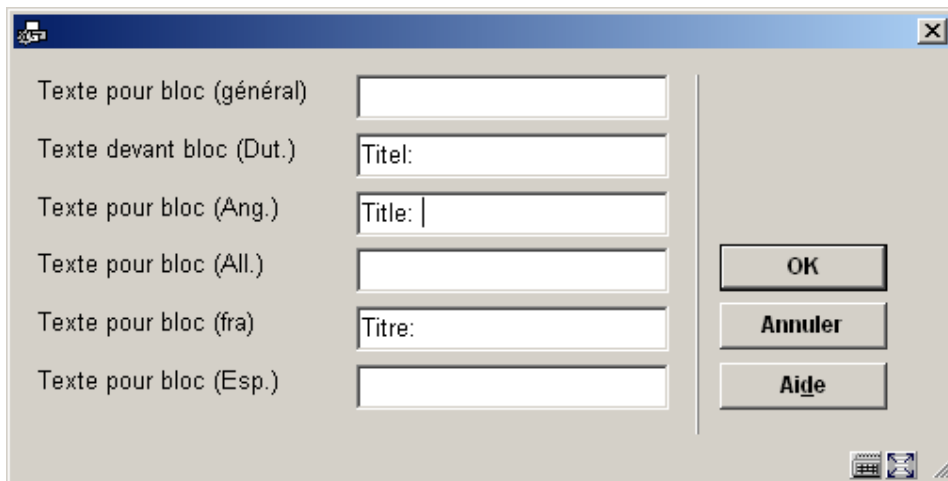 Texte pour bloc (général)
Texte devant bloc (Dut.) Titel:
Texte pour bloc (Ang.) Title:
Texte pour bloc (All.)
Texte pour bloc (fra) Titre:
Texte pour bloc (Esp.)
OK
Annuler
Aide